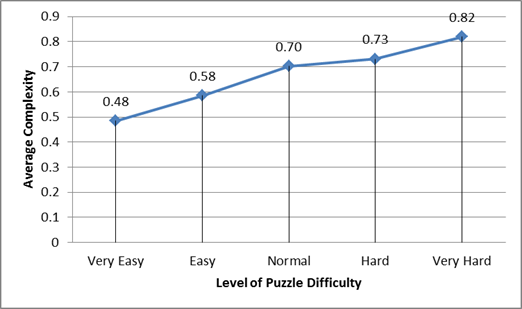 0.9
0.8
0.7
0.6
0.5
0.4
0.3
0.2
0.1
0
Average Complexity
0.48
0.58
0.70
0.73
0.82
Very Easy
Easy
Normal
Hard
Very Hard
Level of Puzzle Difficulty